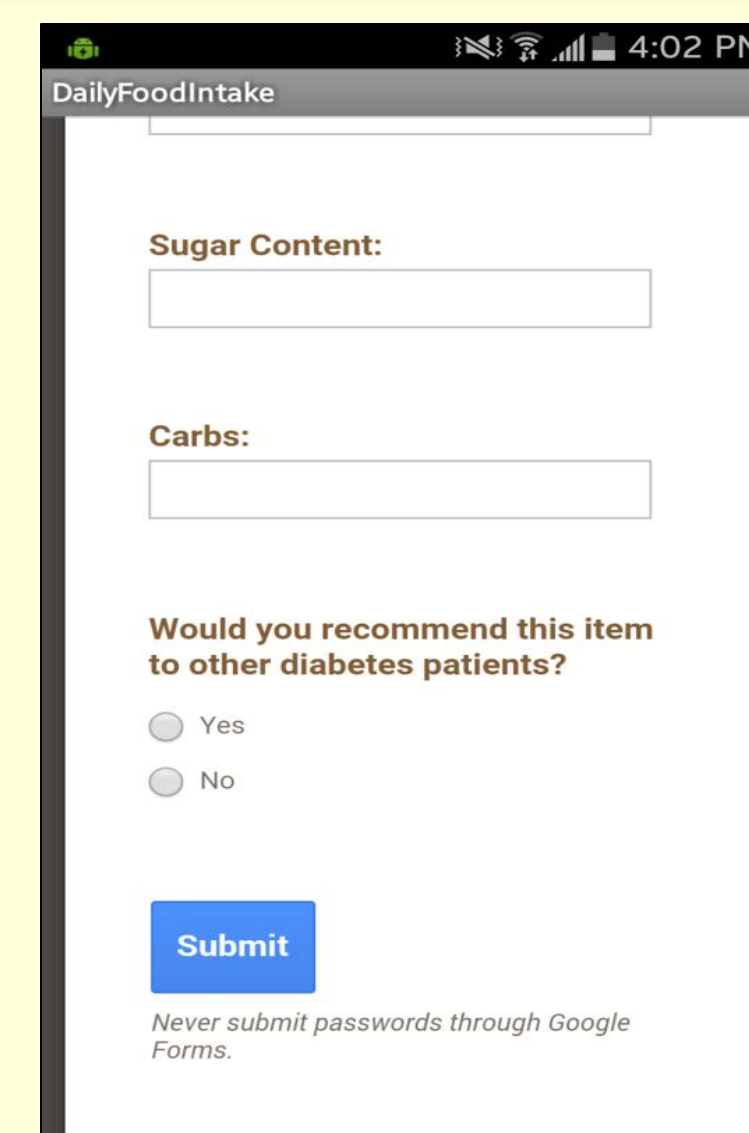 4:02 PM
DailyFoodIntake
Sugar Content:
Carbs:
Would you recommend this item
to other diabetes patients?
Yes
No
Submit
Never submit passwords through Google
Forms.